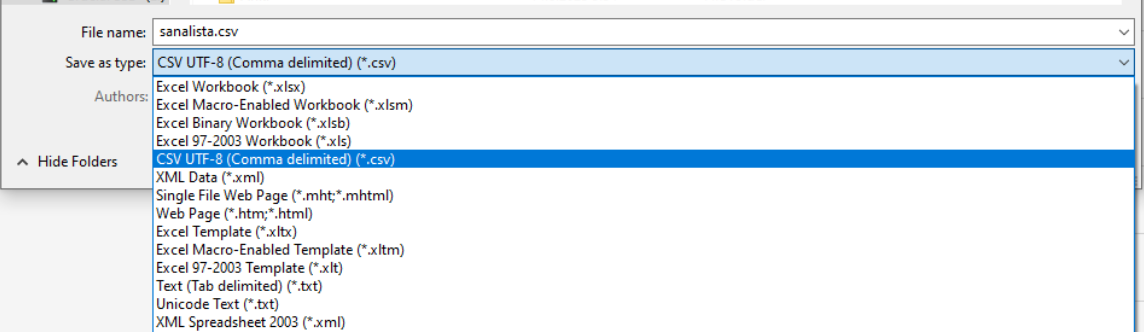 File name: sanalista.csv
Save as type: CSV UTF-8 (Comma delimited) (*.csv)
Authors:
Excel Workbook (*.xlsx)
Excel Macro-Enabled Workbook (*.xlsm)
Excel Binary Workbook (*.xlsb)
Excel 97-2003 Workbook (*.xls)
Hide Folders
CSV UTF-8 (Comma delimited) (*.csv)
XML Data (*.xml)
Single File Web Page (*.mht;*.mhtml)
Web Page (*.htm;*.html)
Excel Template (*.xltx)
Excel Macro-Enabled Template (*.xltm)
Excel 97-2003 Template (*.xlt)
Text (Tab delimited) (*.txt)
Unicode Text (*.txt)
XML Spreadsheet 2003 (*.xml)